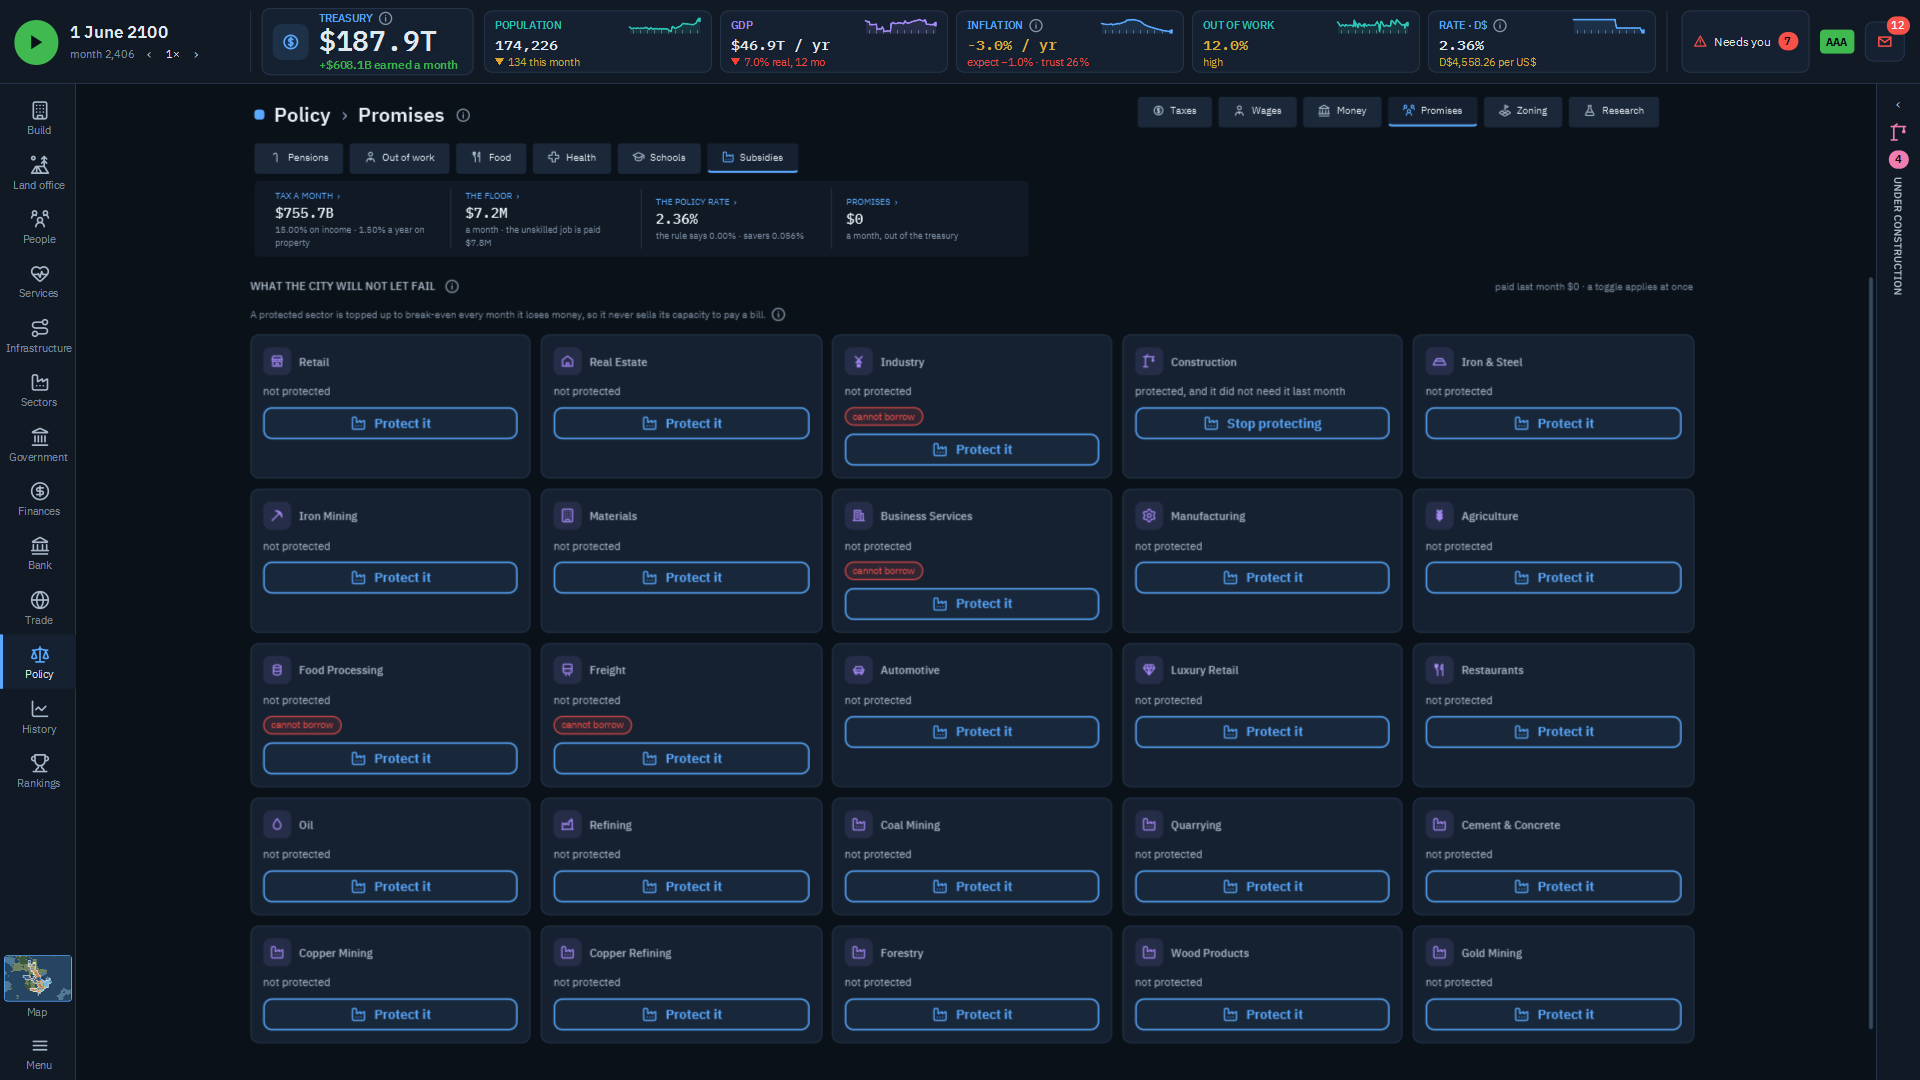 1 June 2100
month 2,406 ‹ 1× ›
TREASURY
$187.9T
+$608.1B earned a month
POPULATION
174,226
▼ 134 this month
GDP
$46.9T / yr
▼ 7.0% real, 12 mo
INFLATION
-3.0% / yr
expect −1.0% · trust 26%
OUT OF WORK
12.0%
high
RATE · D$
2.36%
D$4,558.26 per US$
Needs you 7
AAA
12
Build
Land office
People
Services
Infrastructure
Sectors
Government
Finances
Bank
Trade
Policy
History
Rankings
Map
Menu
Policy › Promises
Taxes
Wages
Money
Promises
Zoning
Research
Pensions
Out of work
Food
Health
Schools
Subsidies
TAX A MONTH ›
$755.7B
15.00% on income · 1.50% a year on
property
THE FLOOR ›
$7.2M
a month · the unskilled job is paid
$7.8M
THE POLICY RATE ›
2.36%
the rule says 0.00% · savers 0.056%
PROMISES ›
$0
a month, out of the treasury
WHAT THE CITY WILL NOT LET FAIL
paid last month $0 · a toggle applies at once
A protected sector is topped up to break-even every month it loses money, so it never sells its capacity to pay a bill.
Retail
not protected
Protect it
Real Estate
not protected
Protect it
Industry
not protected
cannot borrow
Protect it
Construction
protected, and it did not need it last month
Stop protecting
Iron & Steel
not protected
Protect it
Iron Mining
not protected
Protect it
Materials
not protected
Protect it
Business Services
not protected
cannot borrow
Protect it
Manufacturing
not protected
Protect it
Agriculture
not protected
Protect it
Food Processing
not protected
cannot borrow
Protect it
Freight
not protected
cannot borrow
Protect it
Automotive
not protected
Protect it
Luxury Retail
not protected
Protect it
Restaurants
not protected
Protect it
Oil
not protected
Protect it
Refining
not protected
Protect it
Coal Mining
not protected
Protect it
Quarrying
not protected
Protect it
Cement & Concrete
not protected
Protect it
Copper Mining
not protected
Protect it
Copper Refining
not protected
Protect it
Forestry
not protected
Protect it
Wood Products
not protected
Protect it
Gold Mining
not protected
Protect it
‹
4
UNDER CONSTRUCTION